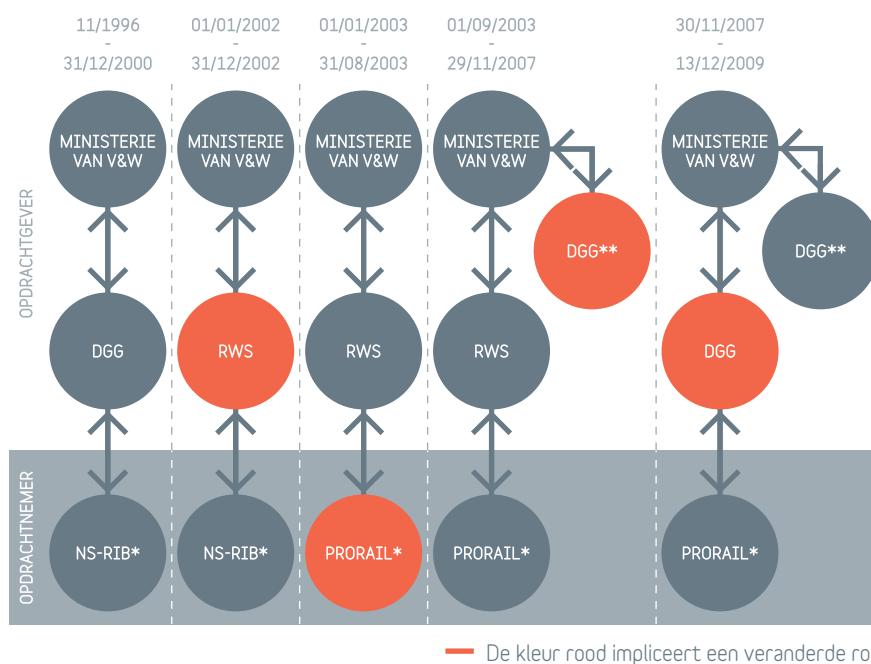 11/1996
-
31/12/2000
01/01/2002
-
31/12/2002
01/01/2003
-
31/08/2003
01/09/2003
-
29/11/2007
30/11/2007
-
13/12/2009
OPDRACHTGEVER
MINISTERIE
VAN V&W
MINISTERIE
VAN V&W
MINISTERIE
VAN V&W
MINISTERIE
VAN V&W
MINISTERIE
VAN V&W
DGG**
DGG**
DGG
RWS
RWS
RWS
DGG
OPDRACHTNEMER
NS-RIB*
NS-RIB*
PRORAIL*
PRORAIL*
PRORAIL*
De kleur rood impliceert een veranderde ro